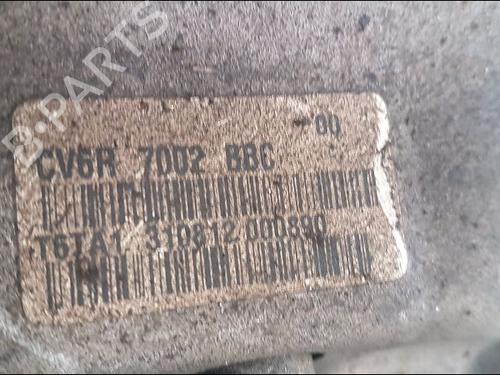 B-PARTS
00
CV6R 7002 BBC
T6TA1 310812 000890